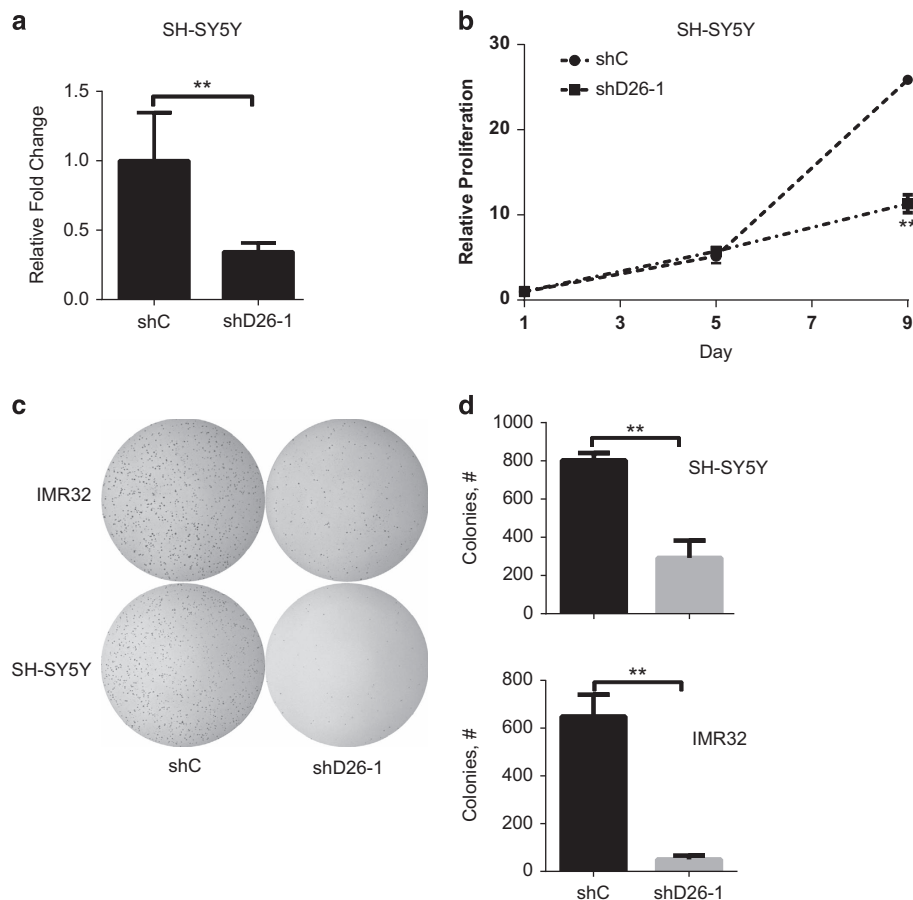 a
SH-SY5Y
Relative Fold Change
1.5
1.0
0.5
0.0
**
shC
shD26-1
b
SH-SY5Y
Relative Proliferation
30
20
10
0
shC
shD26-1
**
1
3
5
7
9
Day
c
IMR32
SH-SY5Y
shC
shD26-1
d
Colonies, #
1000
800
600
400
200
0
**
SH-SY5Y
Colonies, #
800
600
400
200
0
**
IMR32
shC
shD26-1